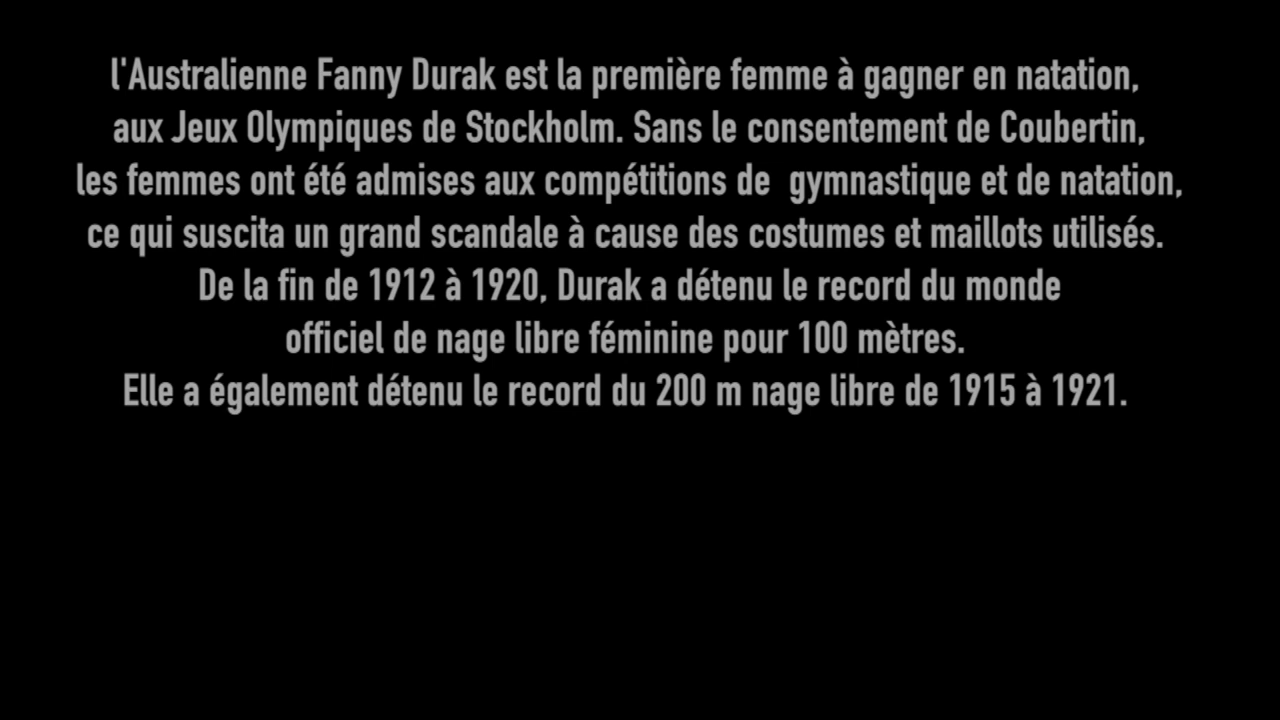 l'Australienne Fanny Durak est la première femme à gagner en natation,
aux Jeux Olympiques de Stockholm. Sans le consentement de Coubertin,
les femmes ont été admises aux compétitions de  gymnastique et de natation,
ce qui suscita un grand scandale à cause des costumes et maillots utilisés.
De la fin de 1912 à 1920, Durak a détenu le record du monde
officiel de nage libre féminine pour 100 mètres.
Elle a également détenu le record du 200 m nage libre de 1915 à 1921.